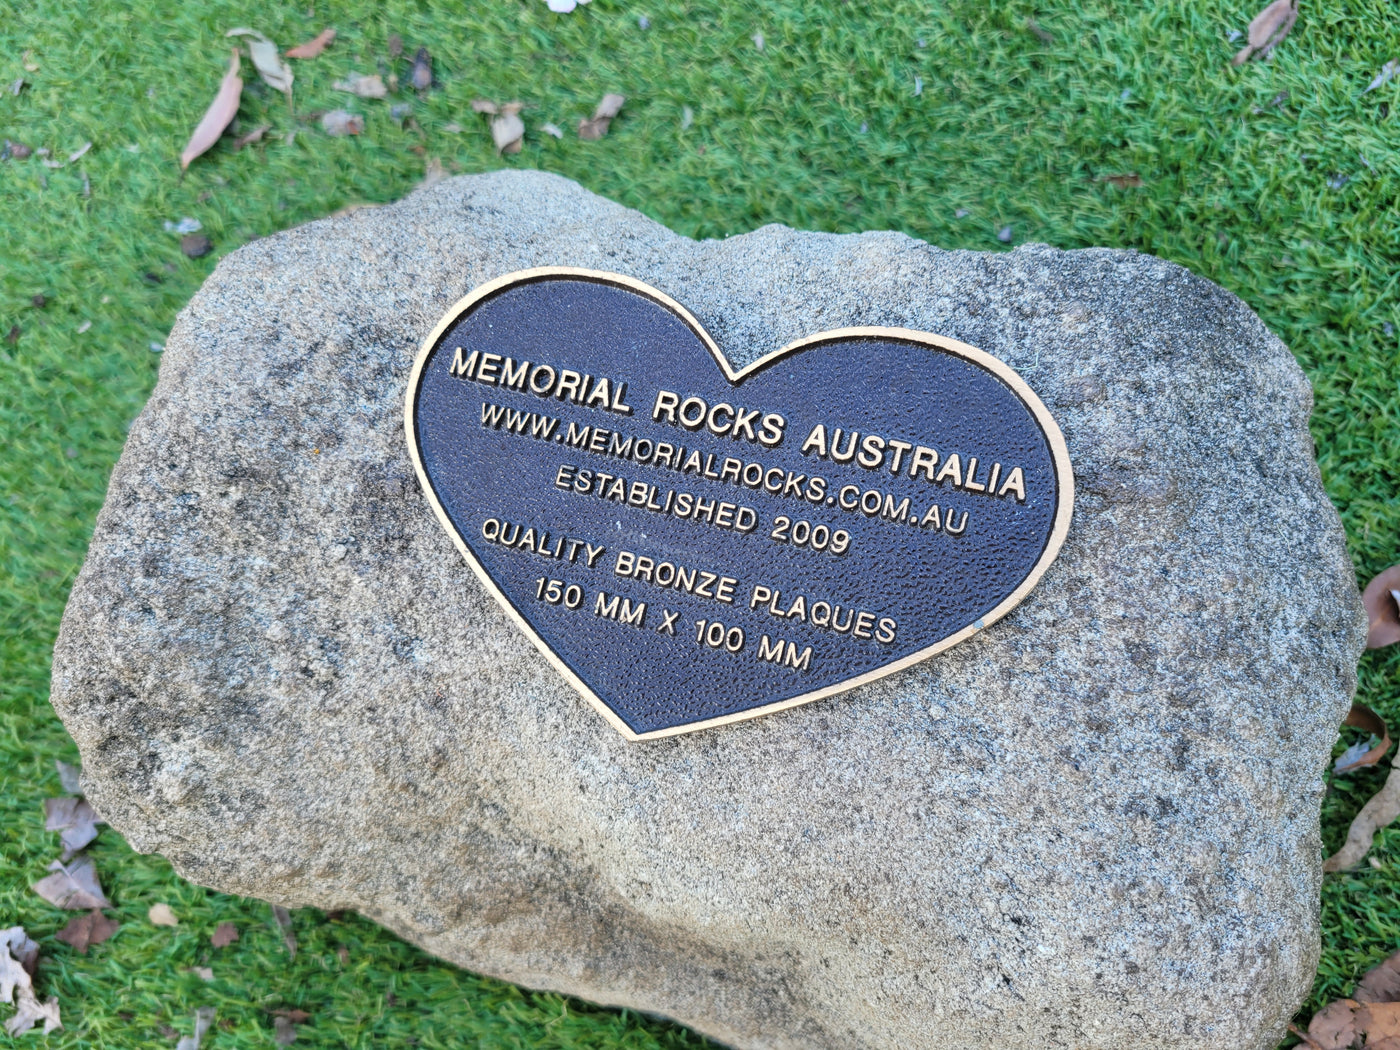 MEMORIAL ROCKS AUSTRALIA
WWW.MEMORIALROCKS.COM.AU
ESTABLISHED 2009
QUALITY BRONZE PLAQUES
150 MM X 100 MM